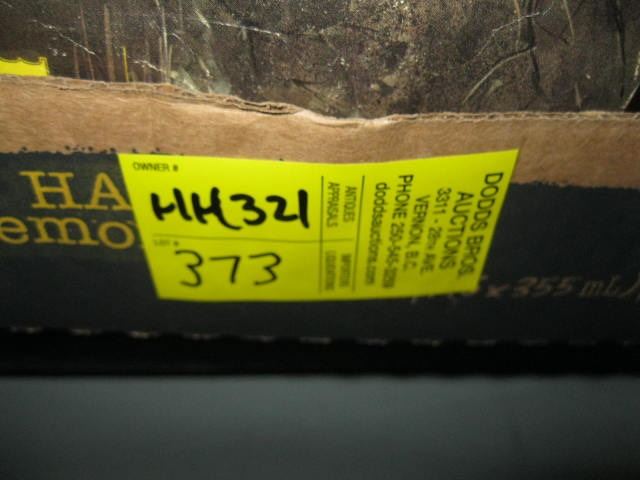 HA
emo
OWNER #
HH321
LOT #
373
ANTIQUES
APPRAISALS
IMPORTERS
LIQUIDATORS
DODDS BROS.
AUCTIONS
3311 - 28TH AVE.
VERNON, B.C.
PHONE 250-545-3259
doddsauctions.com
x 355 mL